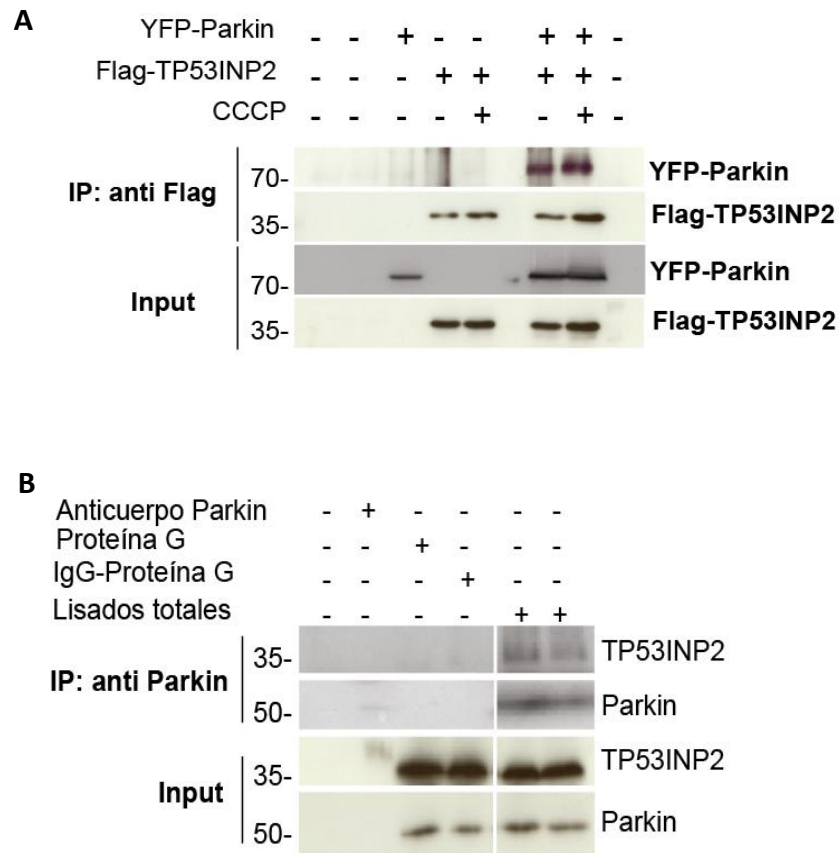 A
YFP-Parkin - - + - - + + -
Flag-TP53INP2 - - - + + + + -
CCCP - - - - + - + -
IP: anti Flag
70-
YFP-Parkin
35-
Flag-TP53INP2
Input
70-
YFP-Parkin
35-
Flag-TP53INP2
B
Anticuerpo Parkin - + - - - -
Proteína G - - + - - -
IgG-Proteína G - - - + - -
Lisados totales - - - - + +
IP: anti Parkin
35-
TP53INP2
50-
Parkin
Input
35-
TP53INP2
50-
Parkin